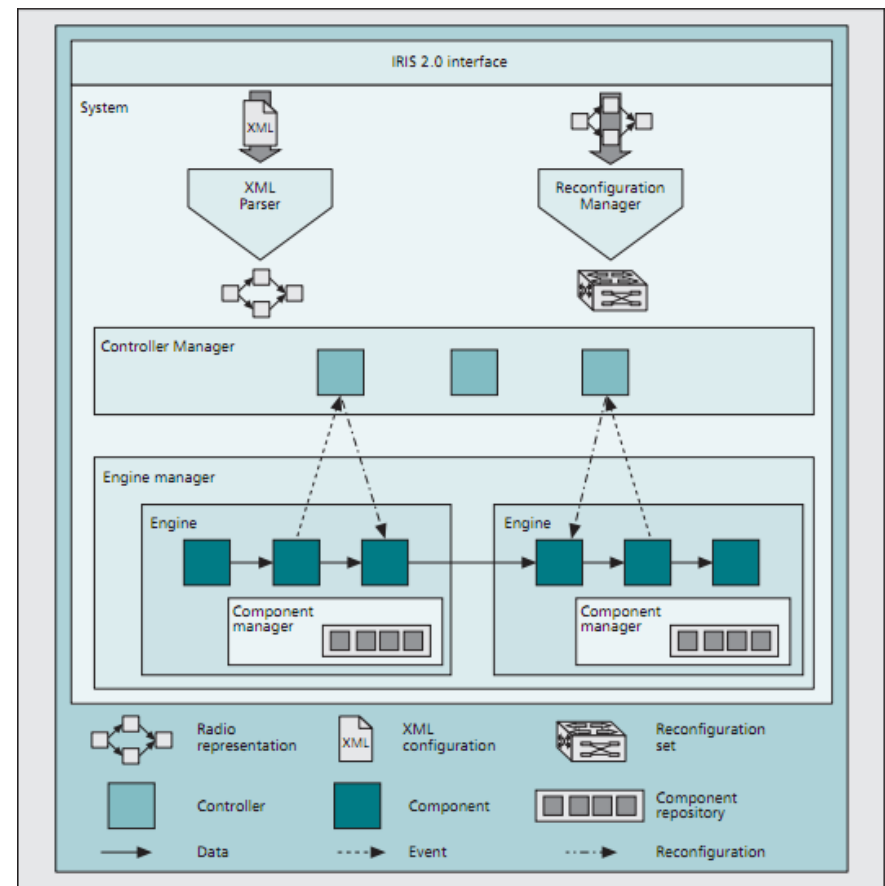 IRIS 2.0 interface
System
XML
XML
Parser
Reconfiguration
Manager
Controller Manager
Engine manager
Engine
Engine
Component
manager
Component
manager
Radio
representation
XML
XML
configuration
Reconfiguration
set
Controller
Component
Component
repository
Data
Event
Reconfiguration